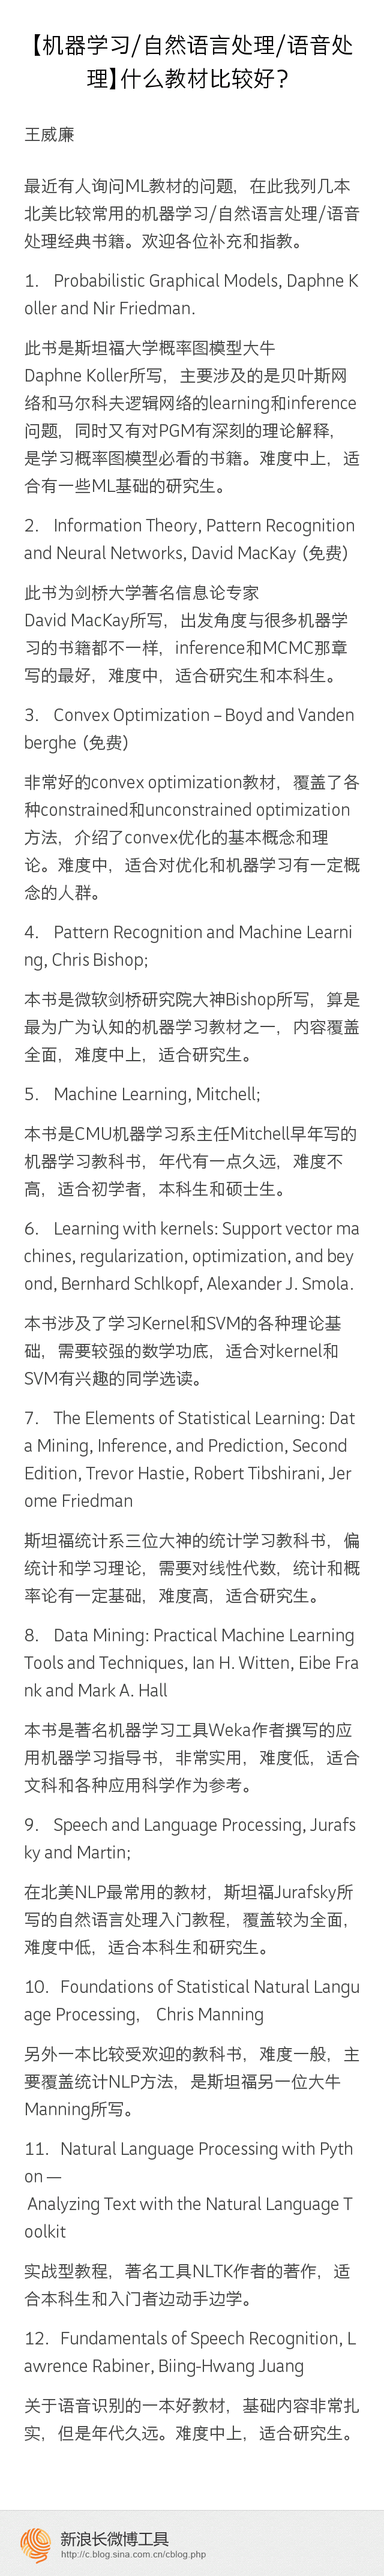 【机器学习/自然语言处理/语音处
理】什么教材比较好?
王威廉
最近有人询问ML教材的问题，在此我列几本
北美比较常用的机器学习/自然语言处理/语音
处理经典书籍。欢迎各位补充和指教。
1. Probabilistic Graphical Models, Daphne K
oller and Nir Friedman.
此书是斯坦福大学概率图模型大牛
Daphne Koller所写，主要涉及的是贝叶斯网
络和马尔科夫逻辑网络的learning和inference
问题，同时又有对PGM有深刻的理论解释，
是学习概率图模型必看的书籍。难度中上，适
合有一些ML基础的研究生。
2. Information Theory, Pattern Recognition
and Neural Networks, David MacKay (免费)
此书为剑桥大学著名信息论专家
David MacKay所写，出发角度与很多机器学
习的书籍都不一样，inference和MCMC那章
写的最好，难度中，适合研究生和本科生。
3. Convex Optimization – Boyd and Vanden
berghe (免费)
非常好的convex optimization教材，覆盖了各
种constrained和unconstrained optimization
方法，介绍了convex优化的基本概念和理
论。难度中，适合对优化和机器学习有一定概
念的人群。
4. Pattern Recognition and Machine Learni
ng, Chris Bishop;
本书是微软剑桥研究院大神Bishop所写，算是
最为广为认知的机器学习教材之一，内容覆盖
全面，难度中上，适合研究生。
5. Machine Learning, Mitchell;
本书是CMU机器学习系主任Mitchell早年写的
机器学习教科书，年代有一点久远，难度不
高，适合初学者，本科生和硕士生。
6. Learning with kernels: Support vector ma
chines, regularization, optimization, and bey
ond, Bernhard Schlkopf, Alexander J. Smola.
本书涉及了学习Kernel和SVM的各种理论基
础，需要较强的数学功底，适合对kernel和
SVM有兴趣的同学选读。
7. The Elements of Statistical Learning: Dat
a Mining, Inference, and Prediction, Second
Edition, Trevor Hastie, Robert Tibshirani, Jer
ome Friedman
斯坦福统计系三位大神的统计学习教科书，偏
统计和学习理论，需要对线性代数，统计和概
率论有一定基础，难度高，适合研究生。
8. Data Mining: Practical Machine Learning
Tools and Techniques, Ian H. Witten, Eibe Fra
nk and Mark A. Hall
本书是著名机器学习工具Weka作者撰写的应
用机器学习指导书，非常实用，难度低，适合
文科和各种应用科学作为参考。
9. Speech and Language Processing, Jurafs
ky and Martin;
在北美NLP最常用的教材，斯坦福Jurafsky所
写的自然语言处理入门教程，覆盖较为全面，
难度中低，适合本科生和研究生。
10. Foundations of Statistical Natural Langu
age Processing, Chris Manning
另外一本比较受欢迎的教科书，难度一般，主
要覆盖统计NLP方法，是斯坦福另一位大牛
Manning所写。
11. Natural Language Processing with Pyth
on —
Analyzing Text with the Natural Language T
oolkit
实战型教程，著名工具NLTK作者的著作，适
合本科生和入门者边动手边学。
12. Fundamentals of Speech Recognition, L
awrence Rabiner, Biing-Hwang Juang
关于语音识别的一本好教材，基础内容非常扎
实，但是年代久远。难度中上，适合研究生。
新浪长微博工具
http://c.blog.sina.com.cn/cblog.php